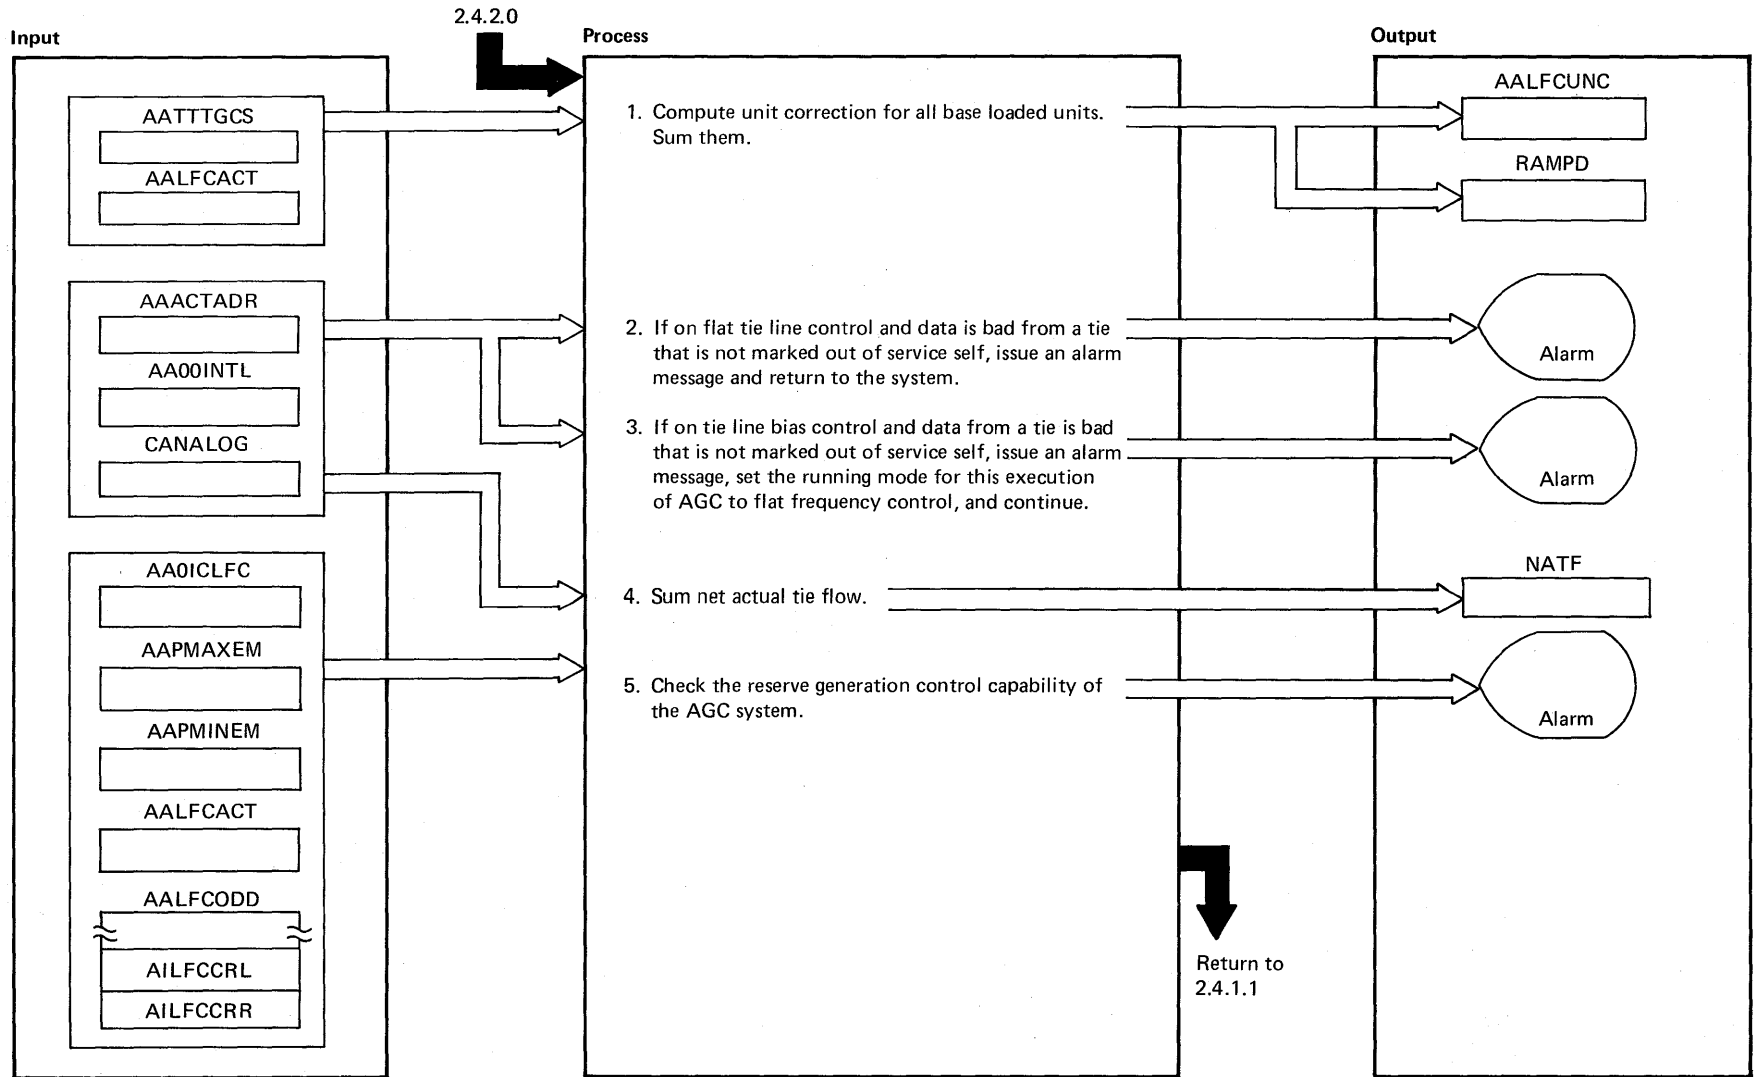 2.4.2.0
Input
Process
Output
AATTTGCS
AALFCACT
AAACTADR
AA00INTL
CANALOG
AA0ICLFC
AAPMAXEM
AAPMINEM
AALFCACT
AALFCODD
AILFCCRL
AILFCCRR
1. Compute unit correction for all base loaded units.
Sum them.
2. If on flat tie line control and data is bad from a tie
that is not marked out of service self, issue an alarm
message and return to the system.
3. If on tie line bias control and data from a tie is bad
that is not marked out of service self, issue an alarm
message, set the running mode for this execution
of AGC to flat frequency control, and continue.
4. Sum net actual tie flow.
5. Check the reserve generation control capability of
the AGC system.
Return to
2.4.1.1
AALFCUNC
RAMPD
Alarm
Alarm
NATF
Alarm